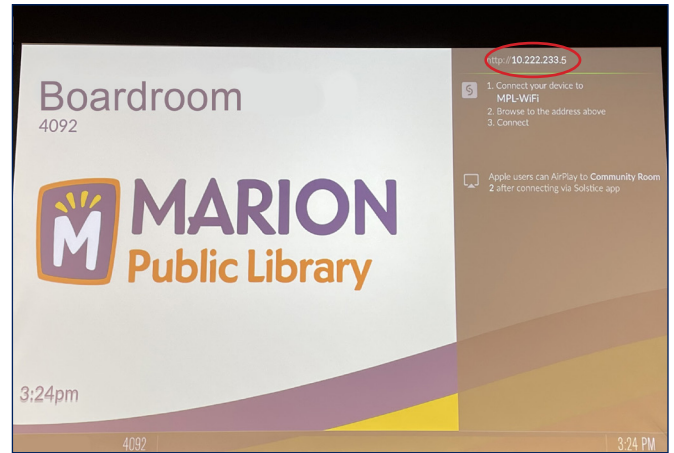 Boardroom
4092
M MARION
Public Library
3:24pm
http://10.222.233.5
1. Connect your device to
MPL-WiFi
2. Browse to the address above
3. Connect
Apple users can AirPlay to Community Room
2 after connecting via Solstice app
4092
3:24 PM